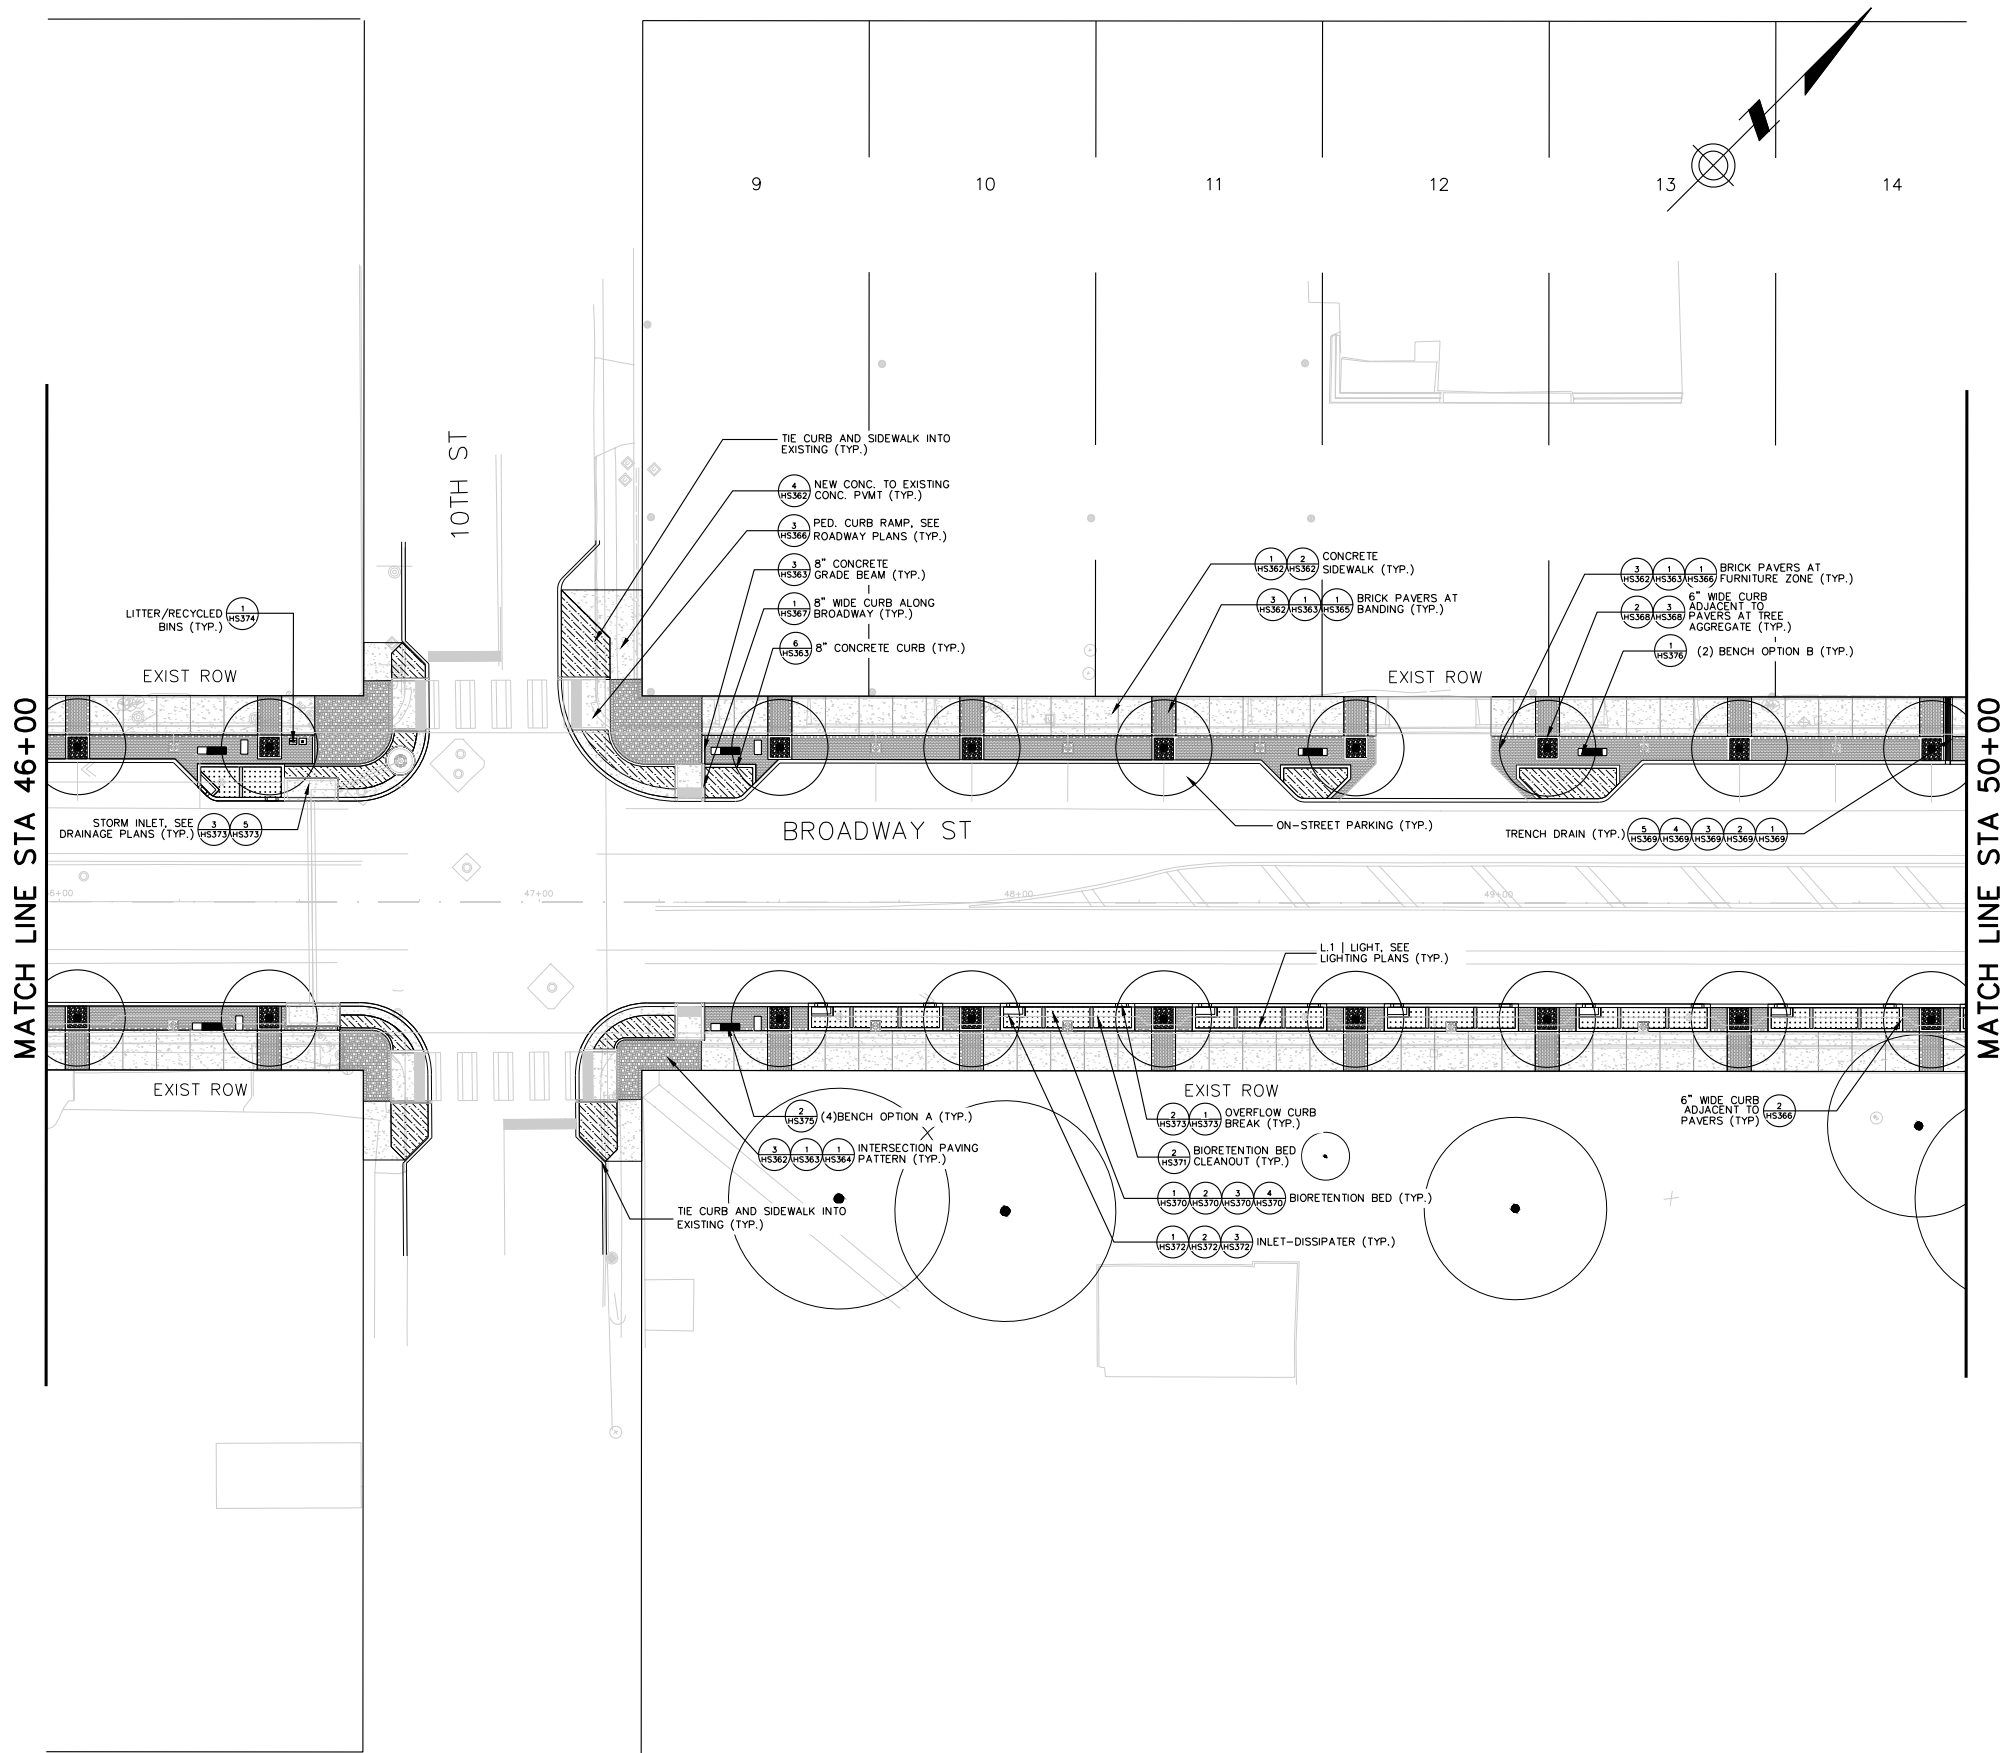 9
10
11
12
13
14
10TH ST
TIE CURB AND SIDEWALK INTO
EXISTING (TYP.)
4
HS362
NEW CONC. TO EXISTING
CONC. PVMT (TYP.)
3
HS366
PED. CURB RAMP, SEE
ROADWAY PLANS (TYP.)
3
HS363
8" CONCRETE
GRADE BEAM (TYP.)
1
HS367
8" WIDE CURB ALONG
BROADWAY (TYP.)
6
HS363
8" CONCRETE CURB (TYP.)
1
HS362
2
HS362
CONCRETE
SIDEWALK (TYP.)
3
HS362
1
HS363
1
HS365
BRICK PAVERS AT
BANDING (TYP.)
3
HS362
1
HS363
1
HS366
BRICK PAVERS AT
FURNITURE ZONE (TYP.)
2
HS368
3
HS368
6" WIDE CURB
ADJACENT TO
PAVERS AT TREE
AGGREGATE (TYP.)
1
HS376
(2) BENCH OPTION B (TYP.)
LITTER/RECYCLED
BINS (TYP.)
1
HS374
EXIST ROW
EXIST ROW
MATCH LINE STA 46+00
MATCH LINE STA 50+00
STORM INLET, SEE
DRAINAGE PLANS (TYP.)
3
HS373
5
HS373
BROADWAY ST
ON-STREET PARKING (TYP.)
TRENCH DRAIN (TYP.)
5
HS369
4
HS369
3
HS369
2
HS369
1
HS369
6+00
47+00
48+00
49+00
L.1 | LIGHT, SEE
LIGHTING PLANS (TYP.)
EXIST ROW
EXIST ROW
2
HS375
(4)BENCH OPTION A (TYP.)
3
HS362
1
HS363
1
HS364
INTERSECTION PAVING
PATTERN (TYP.)
TIE CURB AND SIDEWALK INTO
EXISTING (TYP.)
2
HS373
1
HS373
OVERFLOW CURB
BREAK (TYP.)
2
HS371
BIORETENTION BED
CLEANOUT (TYP.)
1
HS370
2
HS370
3
HS370
4
HS370
BIORETENTION BED (TYP.)
1
HS372
2
HS372
3
HS372
INLET-DISSIPATER (TYP.)
6" WIDE CURB
ADJACENT TO
PAVERS (TYP)
2
HS366